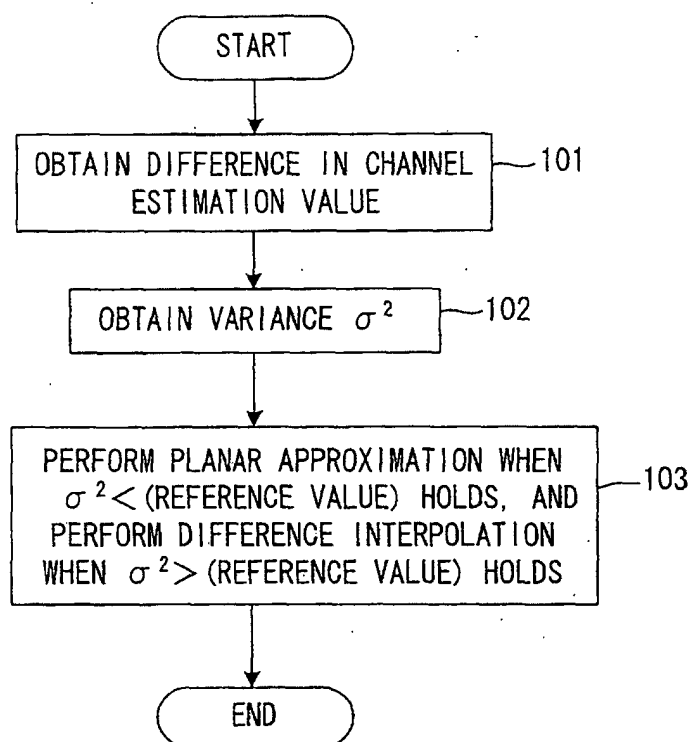 START
OBTAIN DIFFERENCE IN CHANNEL
ESTIMATION VALUE
101
OBTAIN VARIANCE σ²
102
PERFORM PLANAR APPROXIMATION WHEN
σ²<(REFERENCE VALUE) HOLDS, AND
PERFORM DIFFERENCE INTERPOLATION
WHEN σ²>(REFERENCE VALUE) HOLDS
103
END